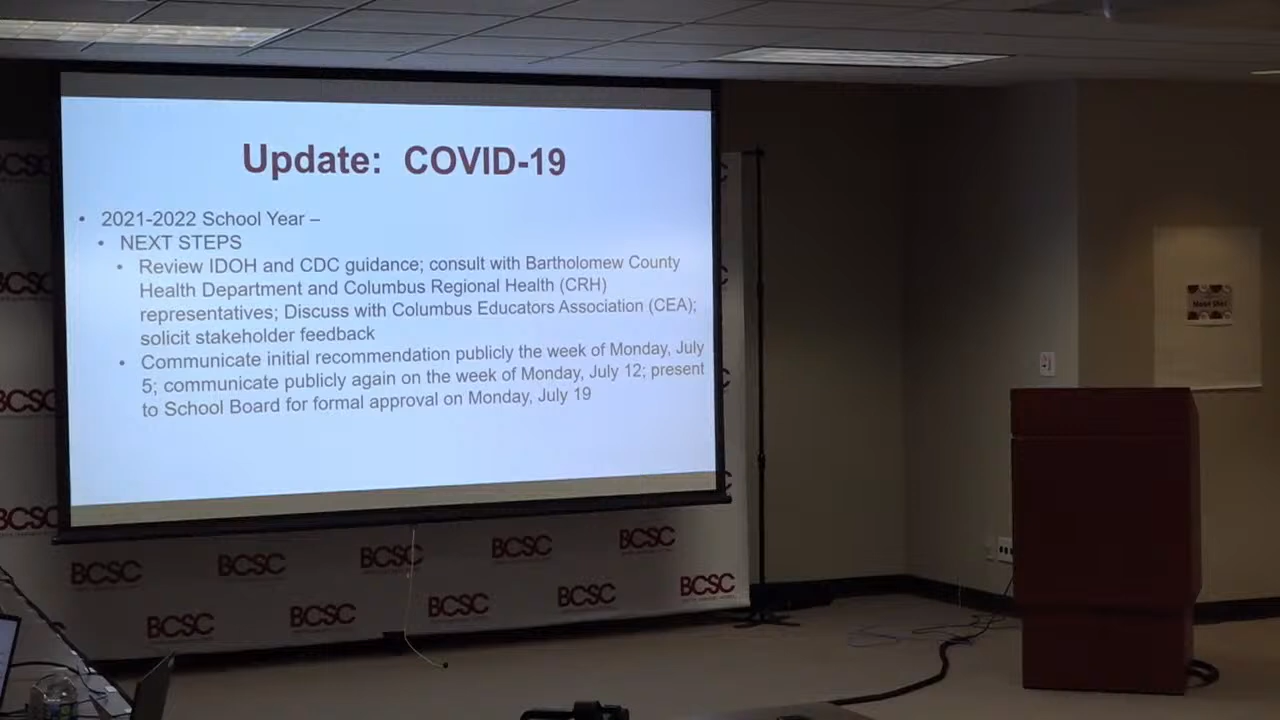 Update: COVID-19
• 2021-2022 School Year –
• NEXT STEPS
• Review IDOH and CDC guidance; consult with Bartholomew County
Health Department and Columbus Regional Health (CRH)
representatives; Discuss with Columbus Educators Association (CEA);
solicit stakeholder feedback
• Communicate initial recommendation publicly the week of Monday, July
5; communicate publicly again on the week of Monday, July 12; present
to School Board for formal approval on Monday, July 19
BCSC
BCSC
BCSC
BCSC
BCSC
BCSC
BCSC
BCSC
BCSC
BCSC